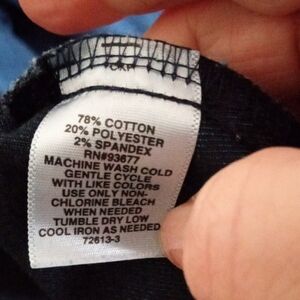 78% COTTON
20% POLYESTER
2% SPANDEX
RN#93677
MACHINE WASH COLD
GENTLE CYCLE
WITH LIKE COLORS
USE ONLY NON-
CHLORINE BLEACH
WHEN NEEDED
TUMBLE DRY LOW
COOL IRON AS NEEDED
72613-3